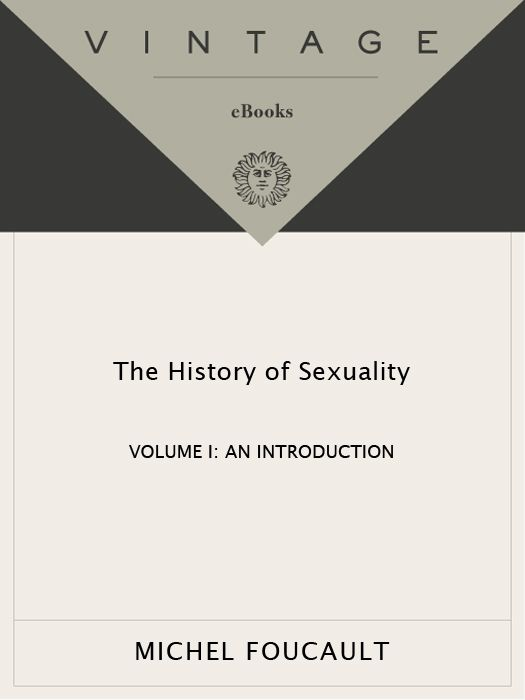 VINTAGE
eBooks
The History of Sexuality
VOLUME I: AN INTRODUCTION
MICHEL FOUCAULT